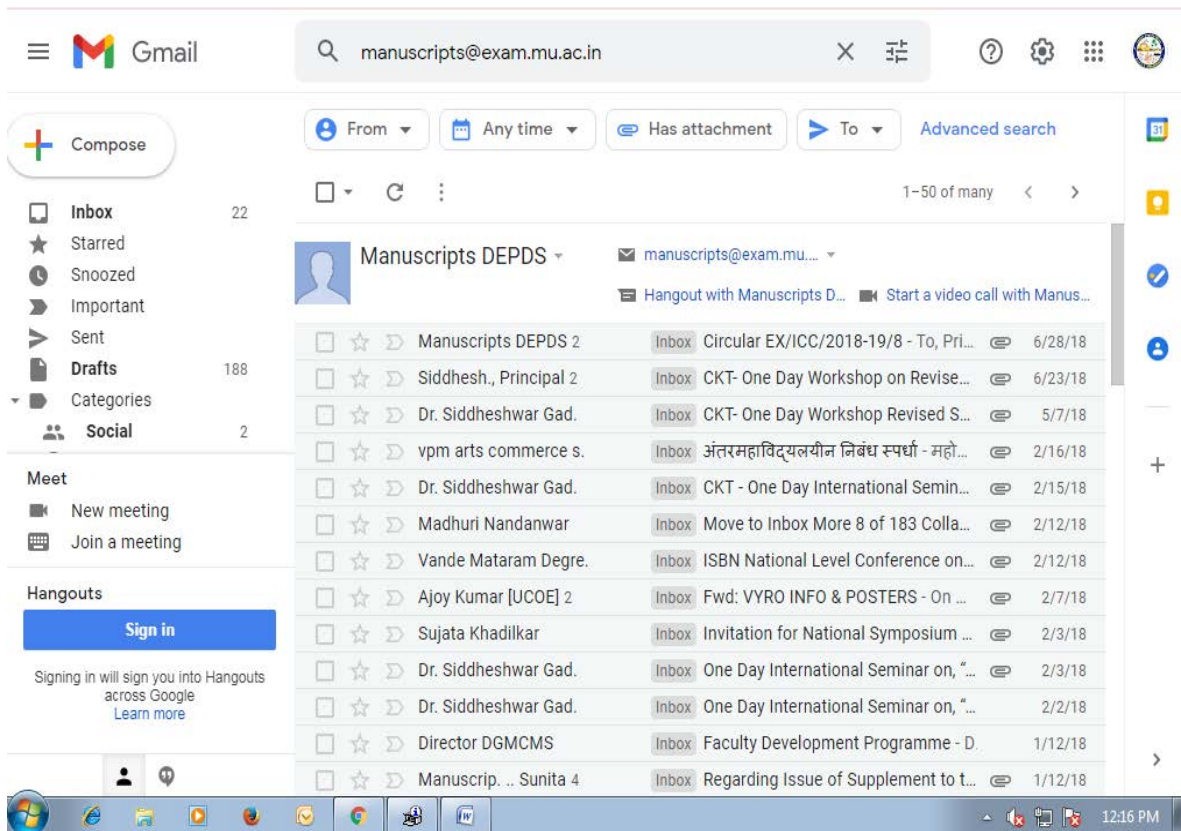 Gmail
manuscripts@exam.mu.ac.in
Compose
From
Any time
Has attachment
To
Advanced search
31
1–50 of many
Inbox 22
Starred
Snoozed
Important
Sent
Drafts 188
Categories
Social 2
Meet
New meeting
Join a meeting
Hangouts
Sign in
Signing in will sign you into Hangouts
across Google
Learn more
Manuscripts DEPDS
manuscripts@exam.mu....
Hangout with Manuscripts D... Start a video call with Manus...
Manuscripts DEPDS 2 Inbox Circular EX/ICC/2018-19/8 - To, Pri... 6/28/18
Siddhesh., Principal 2 Inbox CKT- One Day Workshop on Revise... 6/23/18
Dr. Siddheshwar Gad. Inbox CKT- One Day Workshop Revised S... 5/7/18
vpm arts commerce s. Inbox अंतरमहाविद्यलयीन निबंध स्पर्धा - महो... 2/16/18
Dr. Siddheshwar Gad. Inbox CKT - One Day International Semin... 2/15/18
Madhuri Nandanwar Inbox Move to Inbox More 8 of 183 Colla... 2/12/18
Vande Mataram Degre. Inbox ISBN National Level Conference on... 2/12/18
Ajoy Kumar [UCOE] 2 Inbox Fwd: VYRO INFO & POSTERS - On ... 2/7/18
Sujata Khadilkar Inbox Invitation for National Symposium ... 2/3/18
Dr. Siddheshwar Gad. Inbox One Day International Seminar on, “... 2/3/18
Dr. Siddheshwar Gad. Inbox One Day International Seminar on, “... 2/2/18
Director DGMCMS Inbox Faculty Development Programme - D. 1/12/18
Manuscrip. .. Sunita 4 Inbox Regarding Issue of Supplement to t... 1/12/18
12:16 PM